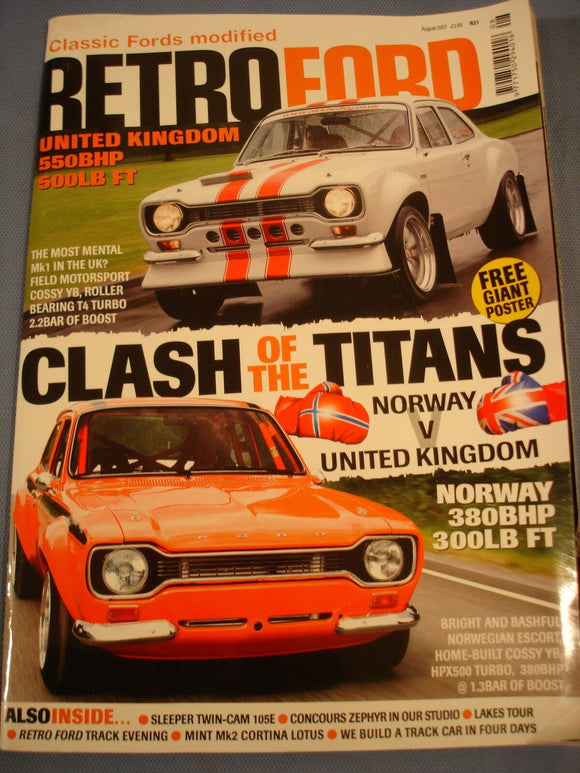 Classic Fords modified
August 2007 £3.95 RS1
08
9771750294018
RETROFORD
UNITED KINGDOM
550BHP
500LB FT
THE MOST MENTAL
Mk1 IN THE UK?
FIELD MOTORSPORT
COSSY YB, ROLLER
BEARING T4 TURBO
2.2BAR OF BOOST
FREE
GIANT
POSTER
CLASH OF THE TITANS
NORWAY
V
UNITED KINGDOM
NORWAY
380BHP
300LB FT
FORD
BRIGHT AND BASHFUL
NORWEGIAN ESCORT,
HOME-BUILT COSSY YB,
HPX500 TURBO, 380BHP
@ 1.3BAR OF BOOST
ALSO INSIDE... • SLEEPER TWIN-CAM 105E • CONCOURS ZEPHYR IN OUR STUDIO • LAKES TOUR
• RETRO FORD TRACK EVENING • MINT Mk2 CORTINA LOTUS • WE BUILD A TRACK CAR IN FOUR DAYS